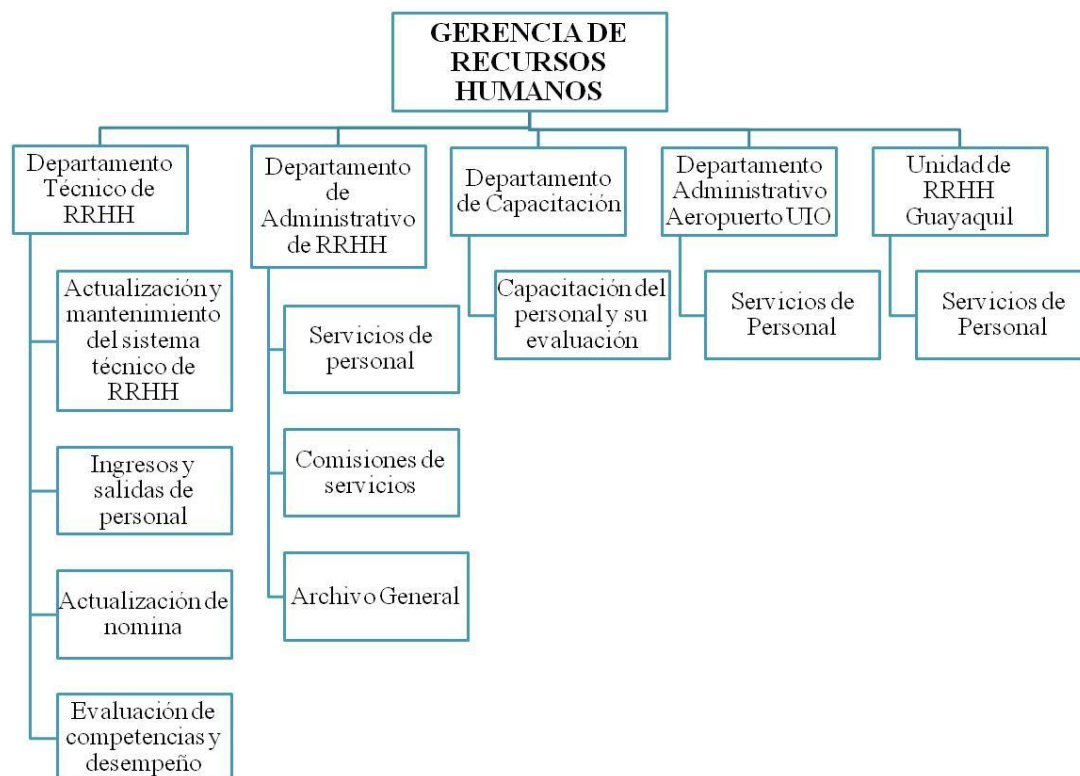 GERENCIA DE
RECURSOS
HUMANOS
Departamento
Técnico de
RRHH
Actualización y
mantenimiento
del sistema
técnico de
RRHH
Ingresos y
salidas de
personal
Actualización de
nomina
Evaluación de
competencias y
desempeño
Departamento
de
Administrativo
de RRHH
Servicios de
personal
Comisiones de
servicios
Archivo General
Departamento
de Capacitación
Capacitación del
personal y su
evaluación
Departamento
Administrativo
Aeropuerto UIO
Servicios de
Personal
Unidad de
RRHH
Guayaquil
Servicios de
Personal